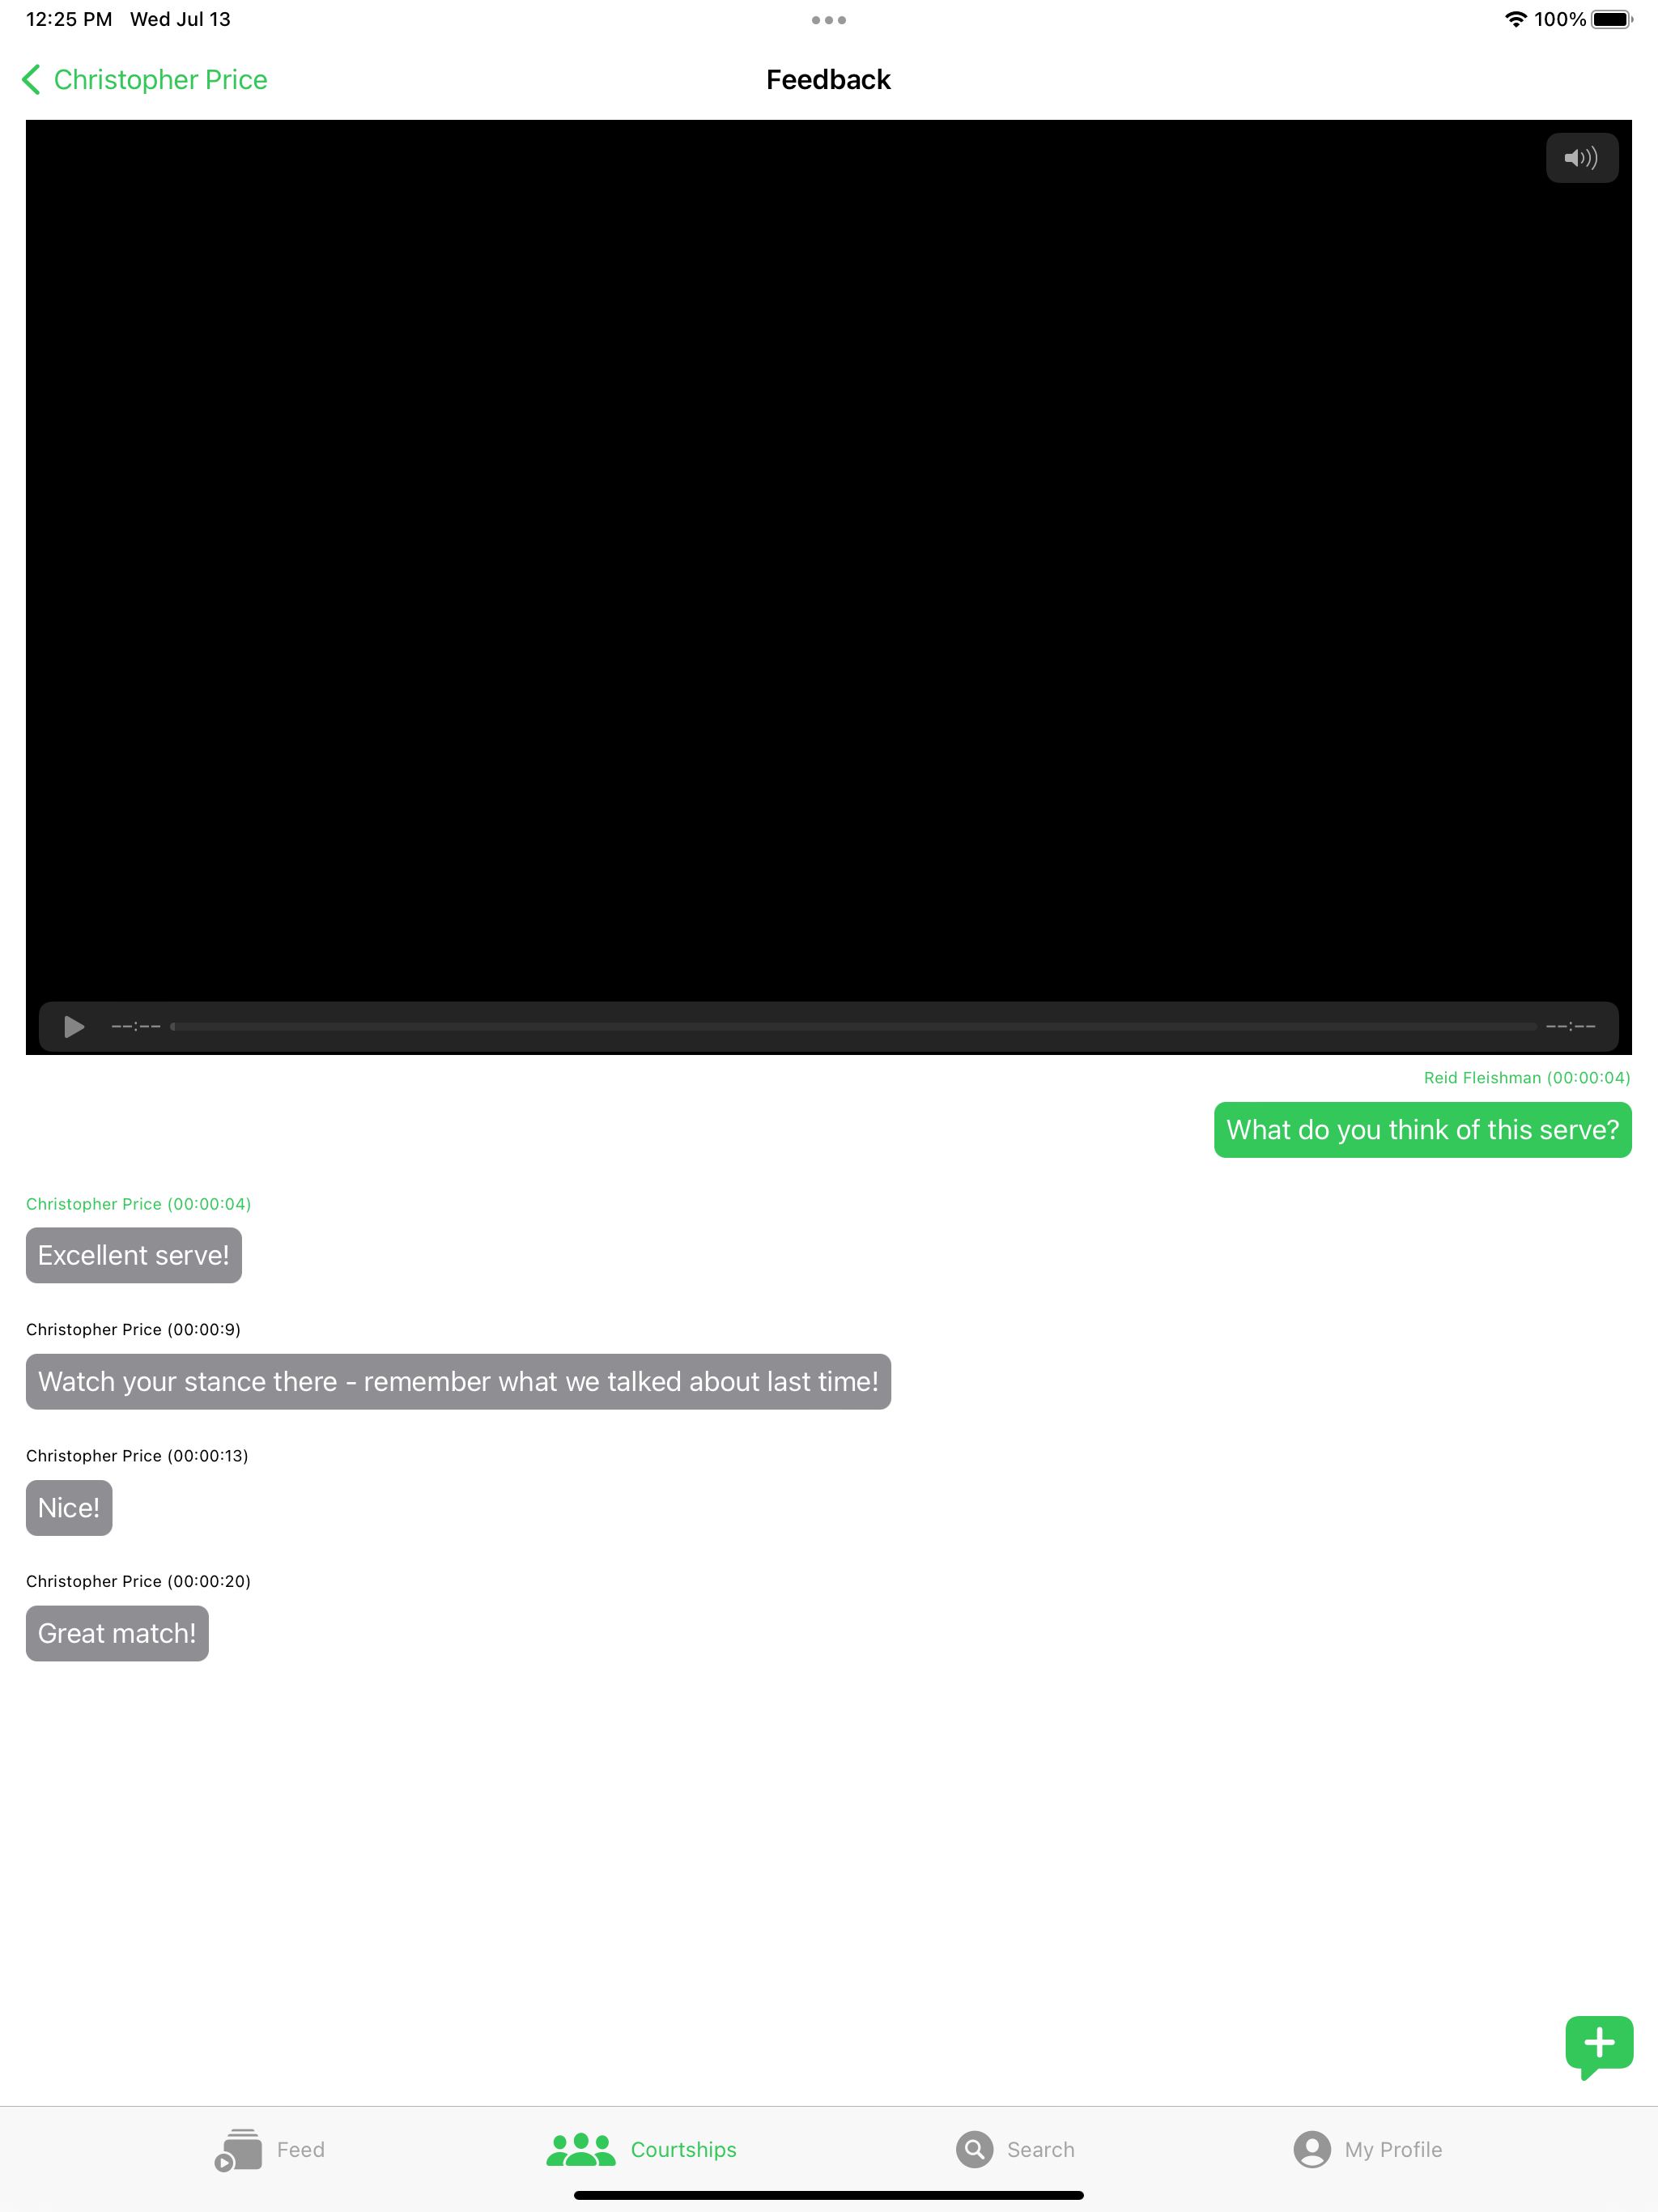 12:25 PM Wed Jul 13
100%
Christopher Price
Feedback
--:--
--:--
Reid Fleishman (00:00:04)
What do you think of this serve?
Christopher Price (00:00:04)
Excellent serve!
Christopher Price (00:00:9)
Watch your stance there - remember what we talked about last time!
Christopher Price (00:00:13)
Nice!
Christopher Price (00:00:20)
Great match!
Feed
Courtships
Search
My Profile